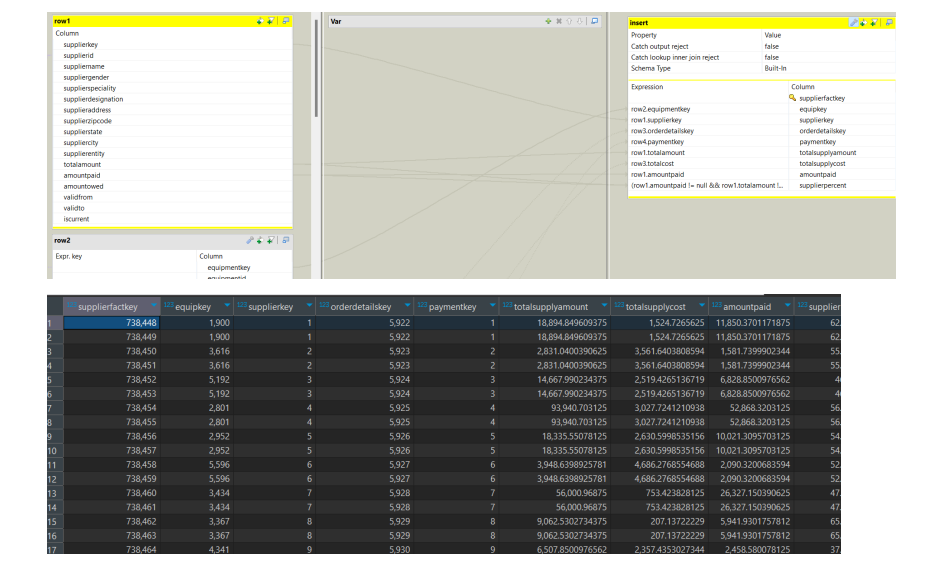 row1
Column
supplierkey
supplierid
suppliername
suppliergender
supplierspeciality
supplierdesignation
supplieraddress
supplierzipcode
supplierstate
suppliercity
supplierentity
totalamount
amountpaid
amountowed
validfrom
validto
iscurrent
row2
Expr. key Column
equipmentkey
equipmentid
Var
insert
Property Value
Catch output reject false
Catch lookup inner join reject false
Schema Type Built-In
Expression Column
supplierfactkey
row2.equipmentkey equipkey
row1.supplierkey supplierkey
row3.orderdetailskey orderdetailskey
row4.paymentkey paymentkey
row1.totalamount totalsupplyamount
row3.totalcost totalsupplycost
row1.amountpaid amountpaid
(row1.amountpaid != null && row1.totalamount !... supplierpercent
supplierfactkey 123 equipkey 123 supplierkey 123 orderdetailskey 123 paymentkey 123 totalsupplyamount 123 totalsupplycost 123 amountpaid 123 supplier
1 738,448 1,900 1 5,922 1 18,894.849609375 1,524.7265625 11,850.3701171875 62.
2 738,449 1,900 1 5,922 1 18,894.849609375 1,524.7265625 11,850.3701171875 62.
3 738,450 3,616 2 5,923 2 2,831.0400390625 3,561.6403808594 1,581.7399902344 55.
4 738,451 3,616 2 5,923 2 2,831.0400390625 3,561.6403808594 1,581.7399902344 55.
5 738,452 5,192 3 5,924 3 14,667.990234375 2,519.4265136719 6,828.8500976562 4
6 738,453 5,192 3 5,924 3 14,667.990234375 2,519.4265136719 6,828.8500976562 4
7 738,454 2,801 4 5,925 4 93,940.703125 3,027.7241210938 52,868.3203125 56.
8 738,455 2,801 4 5,925 4 93,940.703125 3,027.7241210938 52,868.3203125 56.
9 738,456 2,952 5 5,926 5 18,335.55078125 2,630.5998535156 10,021.3095703125 54.
10 738,457 2,952 5 5,926 5 18,335.55078125 2,630.5998535156 10,021.3095703125 54.
11 738,458 5,596 6 5,927 6 3,948.6398925781 4,686.2768554688 2,090.3200683594 52.
12 738,459 5,596 6 5,927 6 3,948.6398925781 4,686.2768554688 2,090.3200683594 52.
13 738,460 3,434 7 5,928 7 56,000.96875 753.423828125 26,327.150390625 47.
14 738,461 3,434 7 5,928 7 56,000.96875 753.423828125 26,327.150390625 47.
15 738,462 3,367 8 5,929 8 9,062.5302734375 207.13722229 5,941.9301757812 65.
16 738,463 3,367 8 5,929 8 9,062.5302734375 207.13722229 5,941.9301757812 65.
17 738,464 4,341 9 5,930 9 6,507.8500976562 2,357.4353027344 2,458.580078125 37.